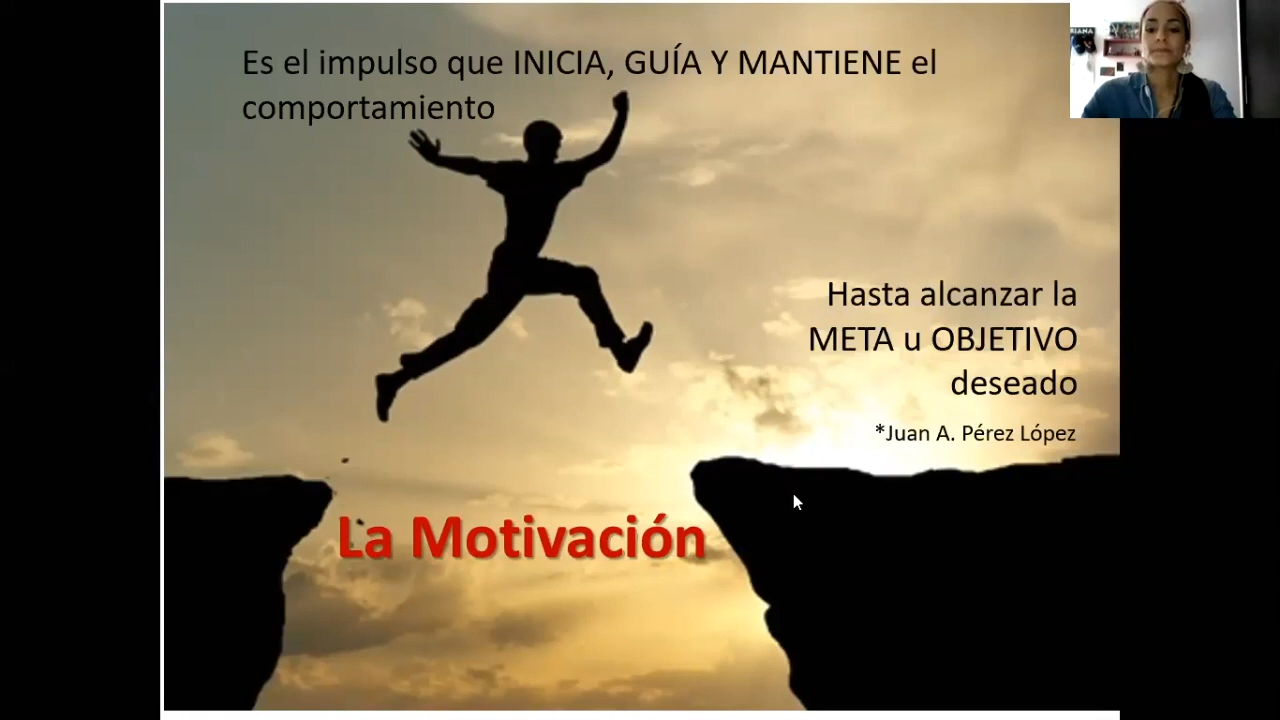 Es el impulso que INICIA, GUÍA Y MANTIENE el
comportamiento
Hasta alcanzar la
META u OBJETIVO
deseado
*Juan A. Pérez López
La Motivación